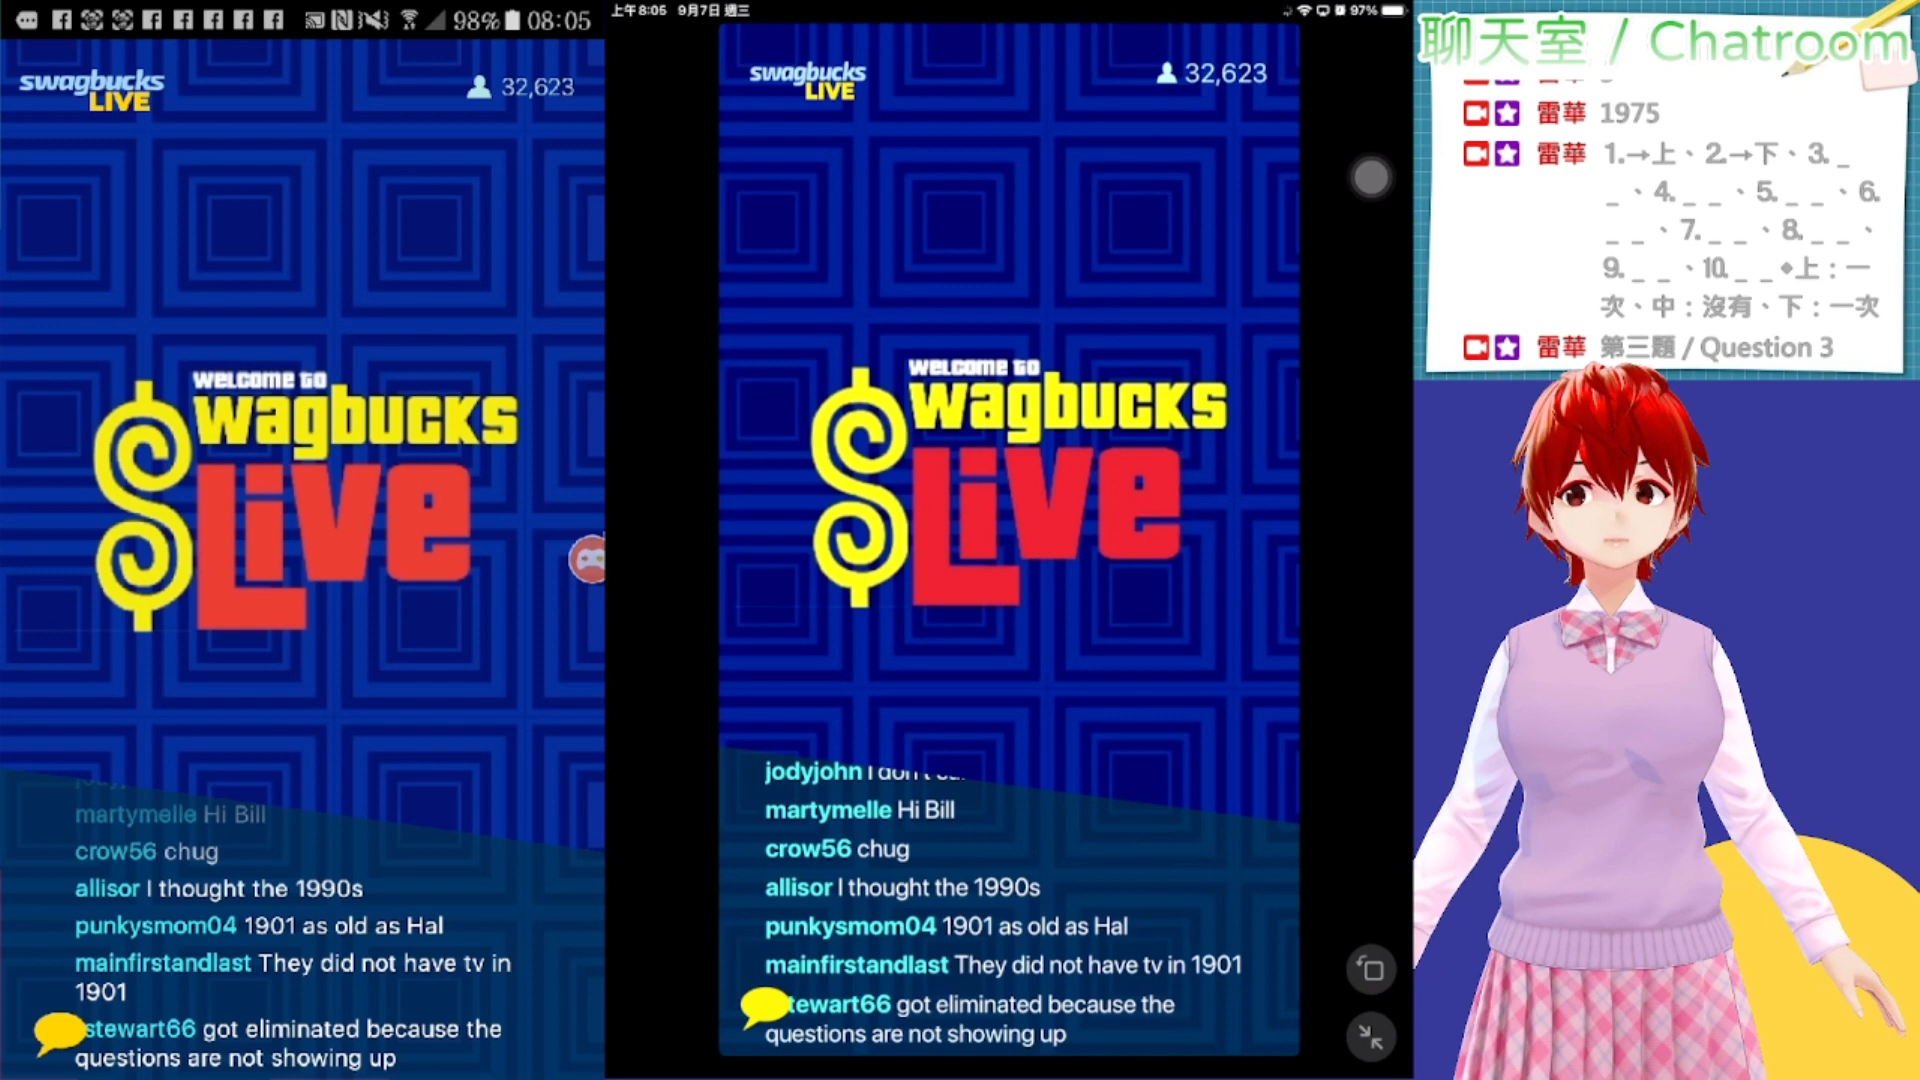 98% 08:05
swagbucks
LIVE
32,623
WELCOME TO
wagbucks
Live
martymelle Hi Bill
crow56 chug
allisor I thought the 1990s
punkysmom04 1901 as old as Hal
mainfirstandlast They did not have tv in
1901
stewart66 got eliminated because the
questions are not showing up
上午8:05 9月7日 週三
97%
swagbucks
LIVE
32,623
WELCOME TO
wagbucks
Live
jodyjohn I don't
martymelle Hi Bill
crow56 chug
allisor I thought the 1990s
punkysmom04 1901 as old as Hal
mainfirstandlast They did not have tv in 1901
tewart66 got eliminated because the
questions are not showing up
聊天室 / Chatroom
雷華 1975
雷華 1.→上、2.→下、3. _
_ 、4. _ _ 、5. _ _ 、6.
_ _ 、7. _ _ 、8. _ _ 、
9. _ _ 、10. _ _ ◆上：一
次、中：沒有、下：一次
雷華 第三題 / Question 3